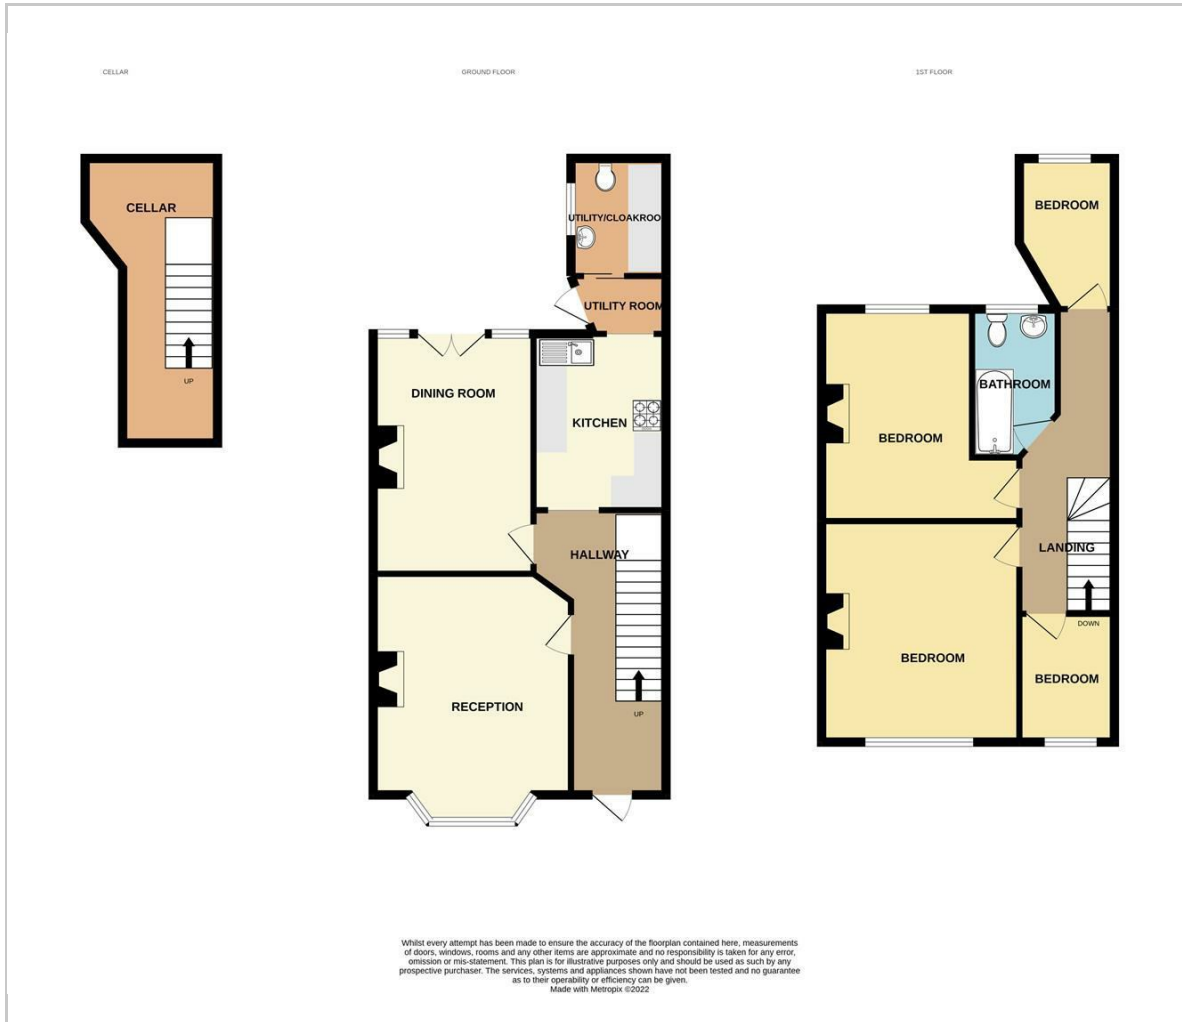 CELLAR
GROUND FLOOR
1ST FLOOR
CELLAR
UP
UTILITY/CLOAKROO
UTILITY ROOM
DINING ROOM
KITCHEN
HALLWAY
RECEPTION
UP
BEDROOM
BATHROOM
BEDROOM
LANDING
DOWN
BEDROOM
BEDROOM
Whilst every attempt has been made to ensure the accuracy of the floorplan contained here, measurements
of doors, windows, rooms and any other items are approximate and no responsibility is taken for any error,
omission or mis-statement. This plan is for illustrative purposes only and should be used as such by any
prospective purchaser. The services, systems and appliances shown have not been tested and no guarantee
as to their operability or efficiency can be given.
Made with Metropix ©2022